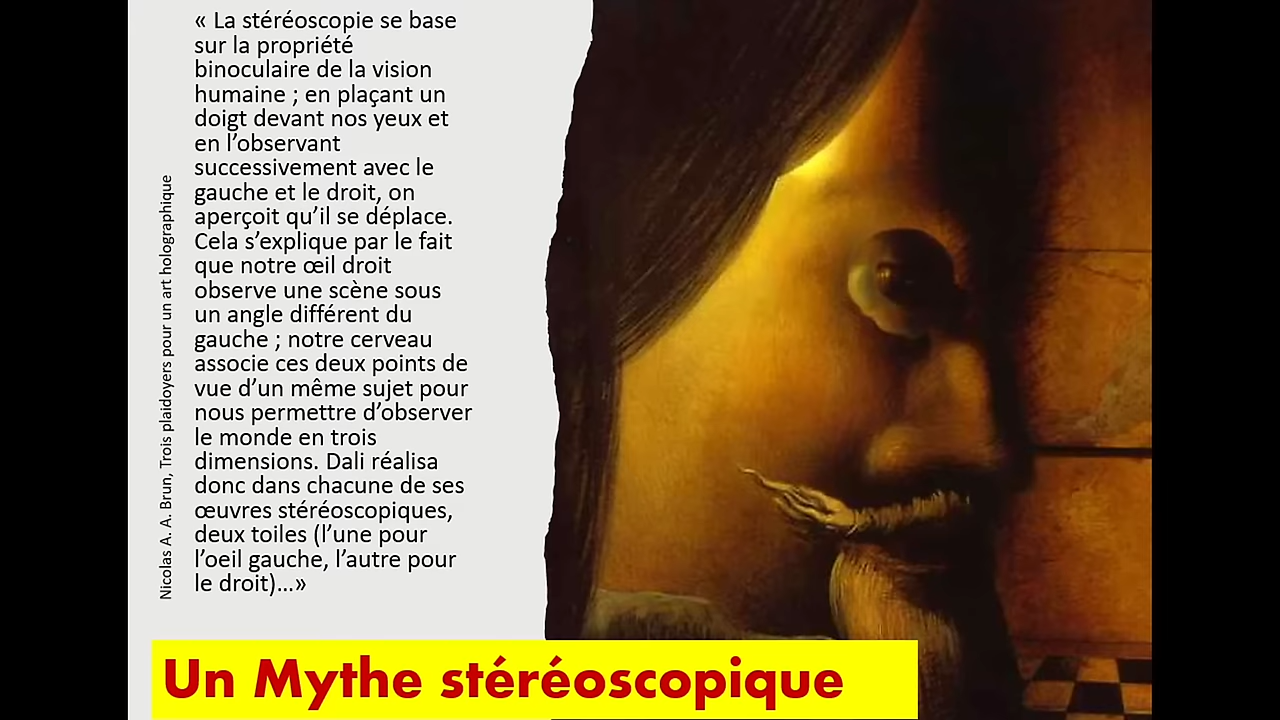 « La stéréoscopie se base
sur la propriété
binoculaire de la vision
humaine ; en plaçant un
doigt devant nos yeux et
en l’observant
successivement avec le
gauche et le droit, on
aperçoit qu’il se déplace.
Cela s’explique par le fait
que notre œil droit
observe une scène sous
un angle différent du
gauche ; notre cerveau
associe ces deux points de
vue d’un même sujet pour
nous permettre d’observer
le monde en trois
dimensions. Dali réalisa
donc dans chacune de ses
œuvres stéréoscopiques,
deux toiles (l’une pour
l’oeil gauche, l’autre pour
le droit)…»
Nicolas A. A. Brun, Trois plaidoyers pour un art holographique
Un Mythe stéréoscopique